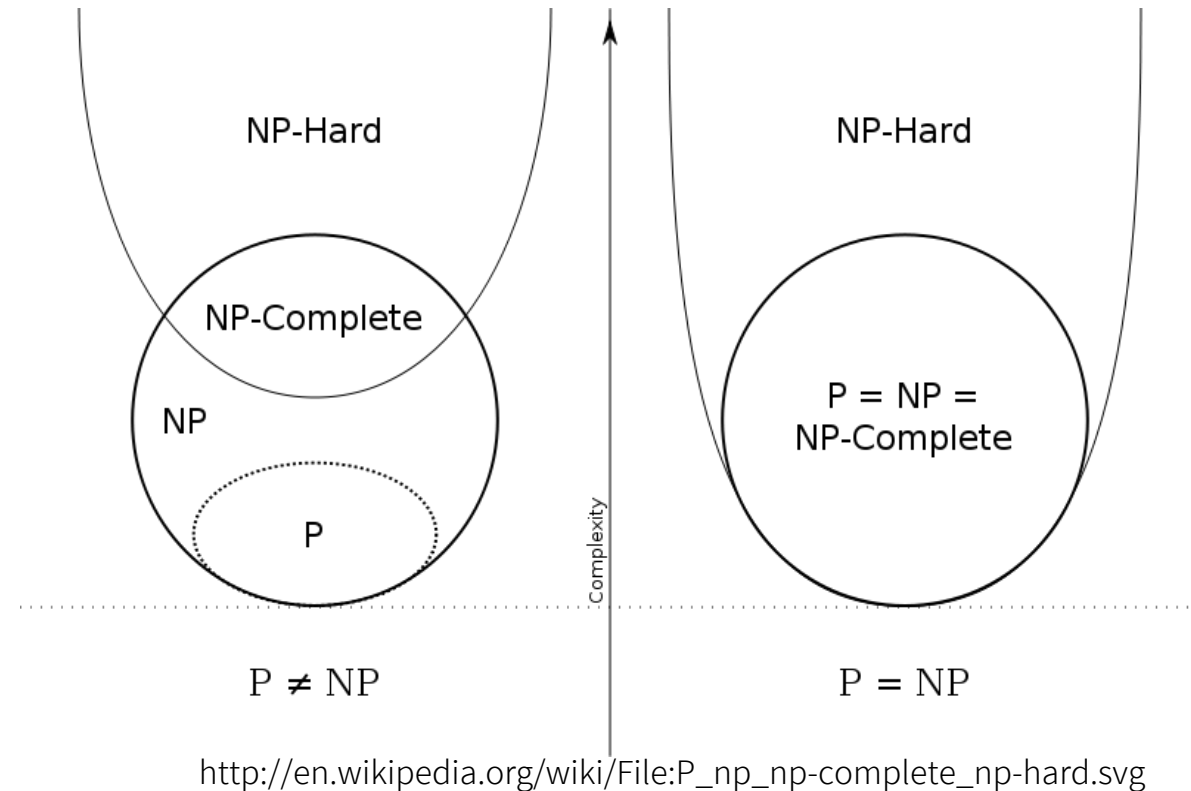 NP-Hard
NP-Complete
NP
P
P ≠ NP
Complexity
NP-Hard
P = NP =
NP-Complete
P = NP
http://en.wikipedia.org/wiki/File:P_np_np-complete_np-hard.svg